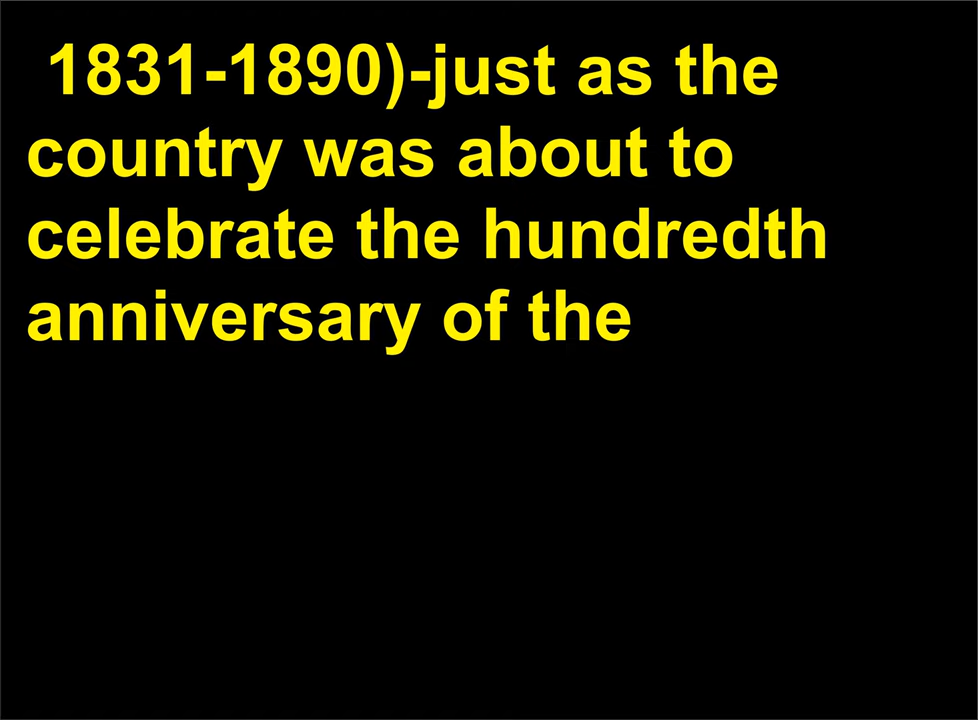 1831-1890)-just as the
country was about to
celebrate the hundredth
anniversary of the